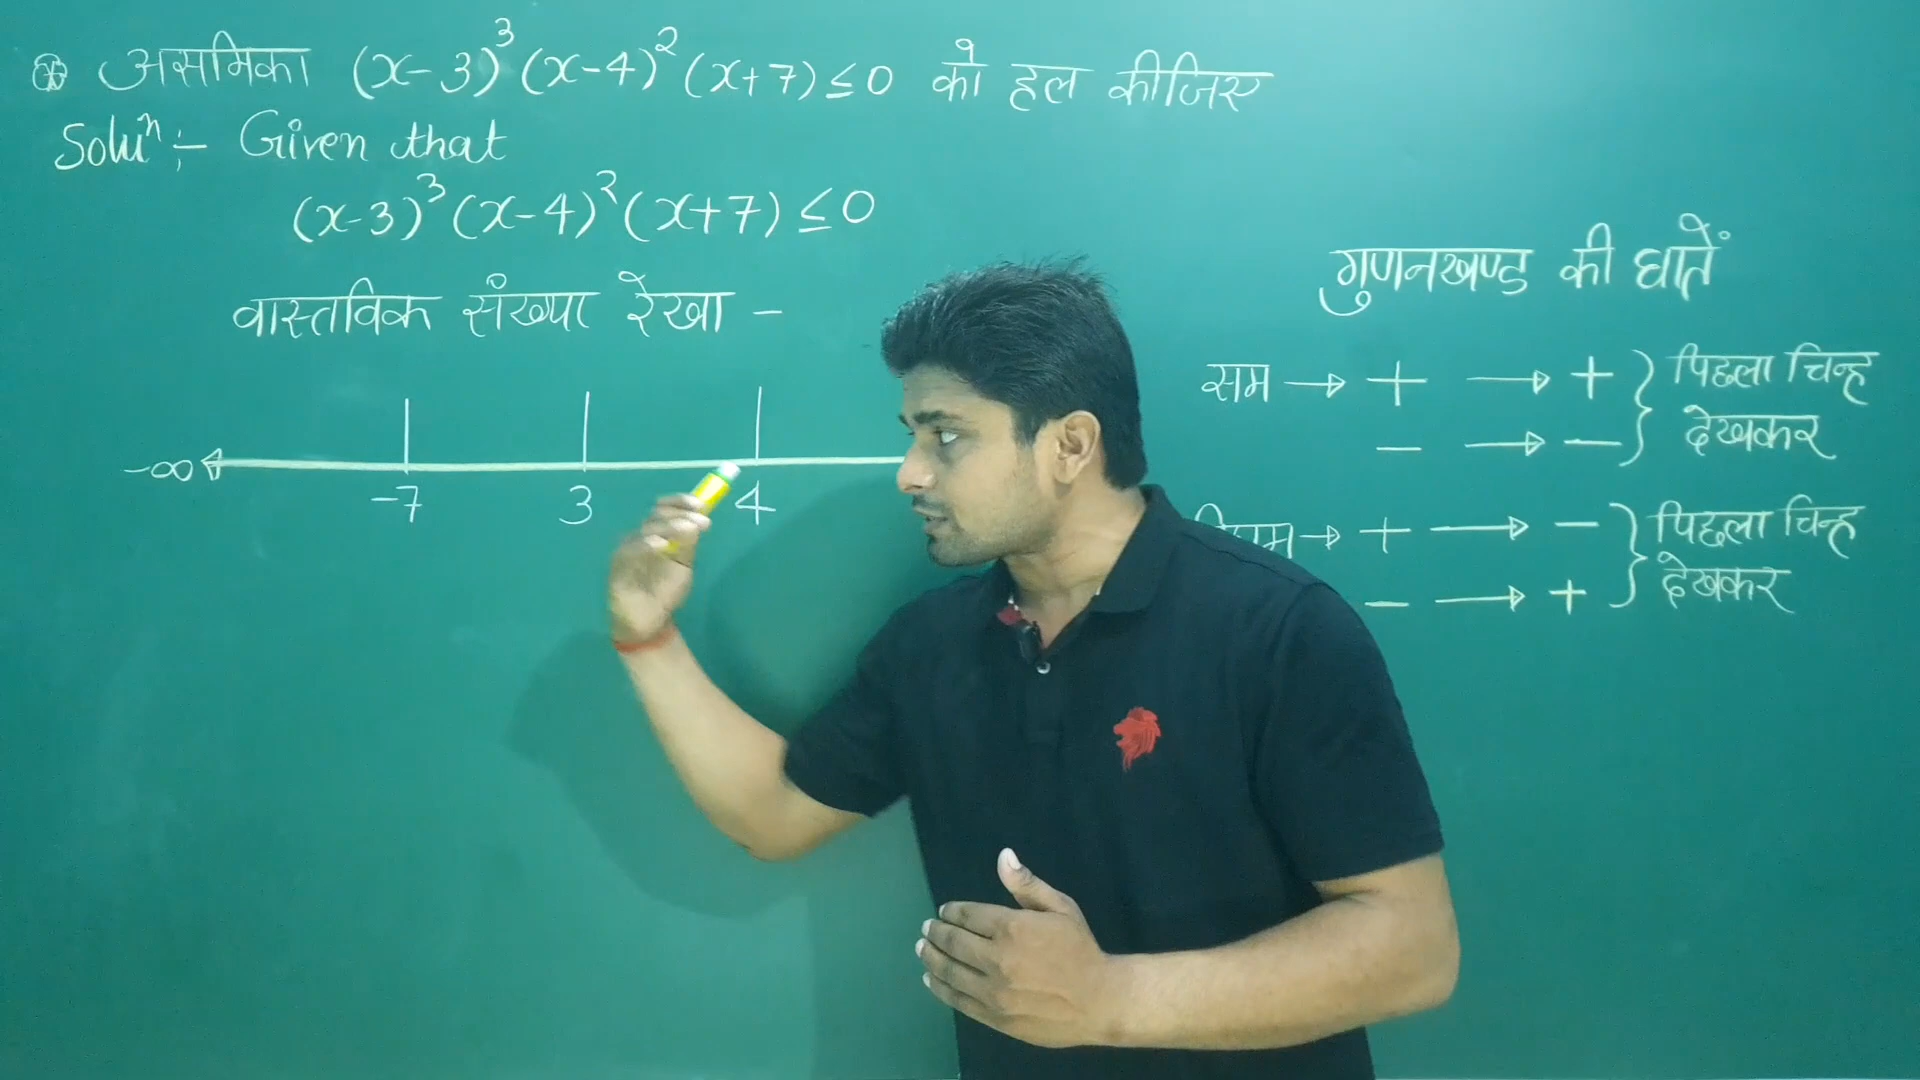 असमिका (x-3)³ (x-4)² (x+7) ≤ 0 को हल कीजिए
Soluⁿ :- Given that
(x-3)³ (x-4)² (x+7) ≤ 0
वास्तविक संख्या रेखा -
-∞ -7 3 4
गुणनखण्ड की घातें
सम → + → + } पिछला चिन्ह
- → - देखकर
→ + → - } पिछला चिन्ह
- → + देखकर